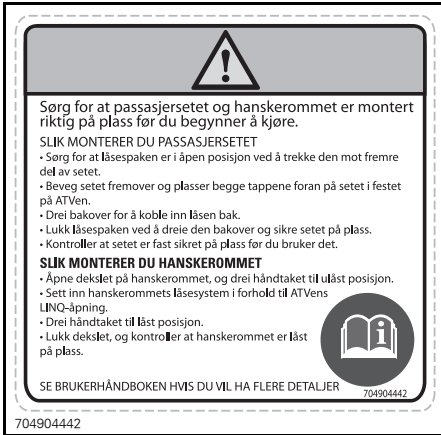 Sørg for at passasjersetet og hanskerommet er montert
riktig på plass før du begynner å kjøre.
SLIK MONTERER DU PASSASJERSETET
• Sørg for at låsespaken er i åpen posisjon ved å trekke den mot fremre
del av setet.
• Beveg setet fremover og plasser begge tappene foran på setet i festet
på ATVen.
• Drei bakover for å koble inn låsen bak.
• Lukk låsespaken ved å dreie den bakover og sikre setet på plass.
• Kontroller at setet er fast sikret på plass før du bruker det.
SLIK MONTERER DU HANSKEROMMET
• Åpne dekslet på hanskerommet, og drei håndtaket til ulåst posisjon.
• Sett inn hanskerommets låsesystem i forhold til ATVens
LINQ-åpning.
• Drei håndtaket til låst posisjon.
• Lukk dekslet, og kontroller at hanskerommet er låst
på plass.
SE BRUKERHÅNDBOKEN HVIS DU VIL HA FLERE DETALJER
704904442
704904442